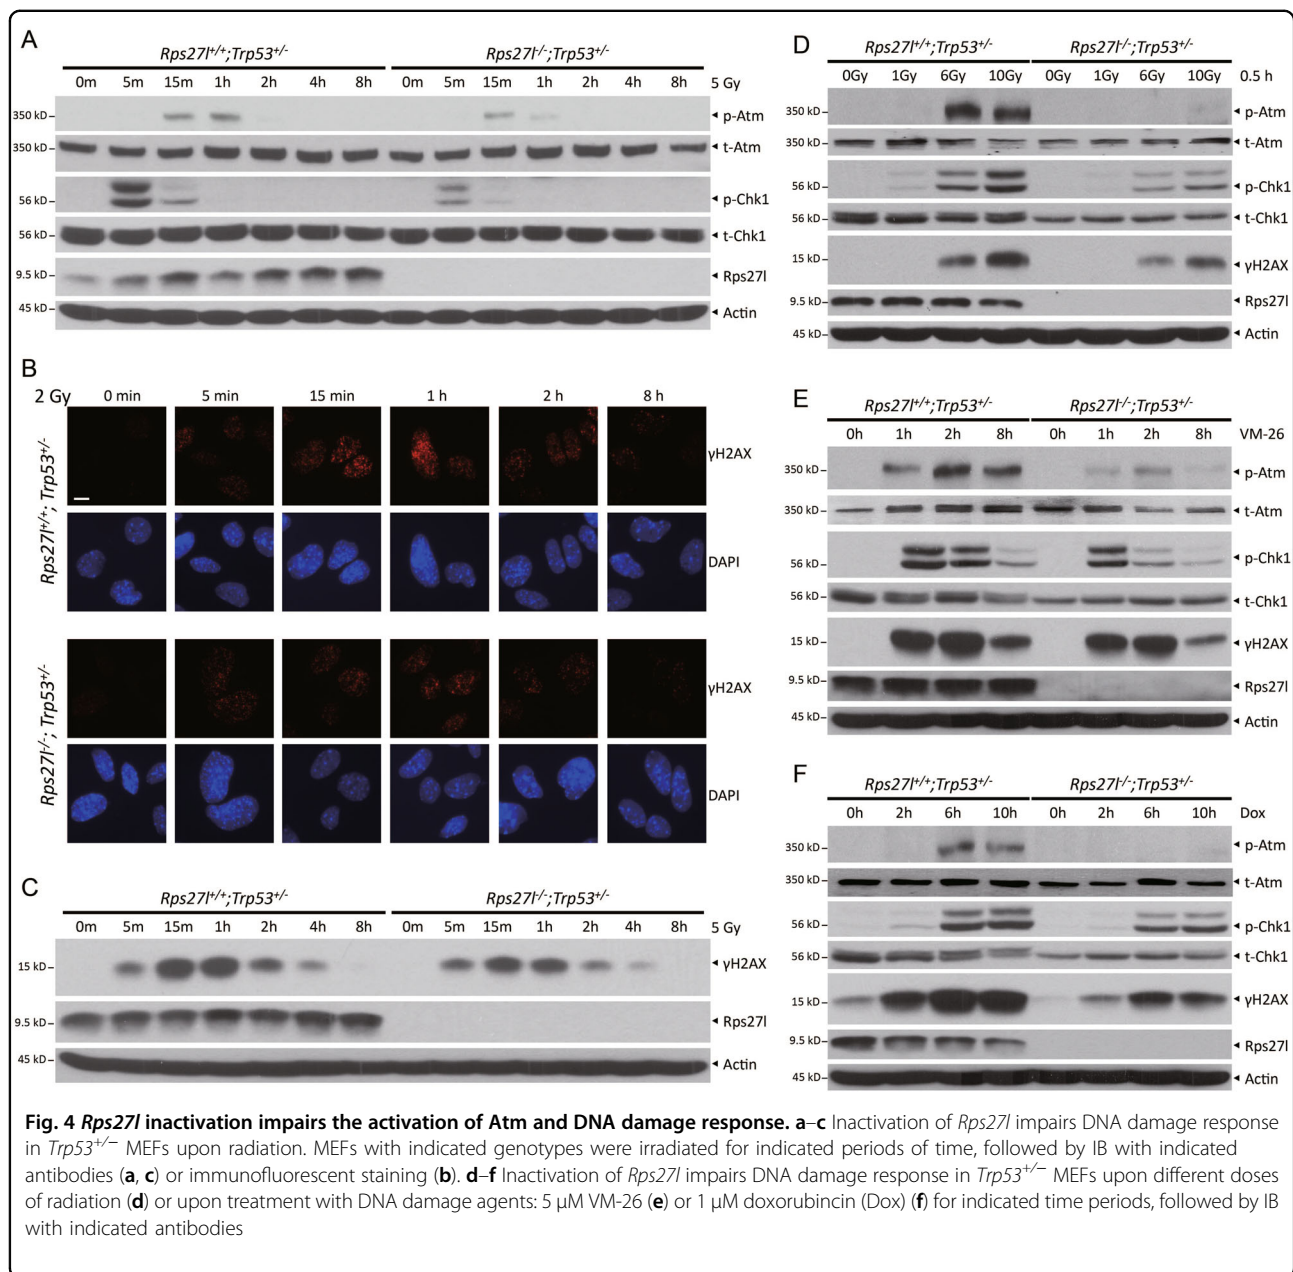 A
Rps27l+/+;Trp53+/- Rps27l-/-;Trp53+/-
0m 5m 15m 1h 2h 4h 8h 0m 5m 15m 1h 2h 4h 8h 5 Gy
350 kD p-Atm
350 kD t-Atm
56 kD p-Chk1
56 kD t-Chk1
9.5 kD Rps27l
45 kD Actin
B
2 Gy 0 min 5 min 15 min 1 h 2 h 8 h
Rps27l+/+; Trp53+/-
γH2AX
DAPI
Rps27l-/-; Trp53+/-
γH2AX
DAPI
C
Rps27l+/+;Trp53+/- Rps27l-/-;Trp53+/-
0m 5m 15m 1h 2h 4h 8h 0m 5m 15m 1h 2h 4h 8h 5 Gy
15 kD γH2AX
9.5 kD Rps27l
45 kD Actin
D
Rps27l+/+;Trp53+/- Rps27l-/-;Trp53+/-
0Gy 1Gy 6Gy 10Gy 0Gy 1Gy 6Gy 10Gy 0.5 h
350 kD p-Atm
350 kD t-Atm
56 kD p-Chk1
56 kD t-Chk1
15 kD γH2AX
9.5 kD Rps27l
45 kD Actin
E
Rps27l+/+;Trp53+/- Rps27l-/-;Trp53+/-
0h 1h 2h 8h 0h 1h 2h 8h VM-26
350 kD p-Atm
350 kD t-Atm
56 kD p-Chk1
56 kD t-Chk1
15 kD γH2AX
9.5 kD Rps27l
45 kD Actin
F
Rps27l+/+;Trp53+/- Rps27l-/-;Trp53+/-
0h 2h 6h 10h 0h 2h 6h 10h Dox
350 kD p-Atm
350 kD t-Atm
56 kD p-Chk1
56 kD t-Chk1
15 kD γH2AX
9.5 kD Rps27l
45 kD Actin
Fig. 4 Rps27l inactivation impairs the activation of Atm and DNA damage response. a–c Inactivation of Rps27l impairs DNA damage response
in Trp53+/− MEFs upon radiation. MEFs with indicated genotypes were irradiated for indicated periods of time, followed by IB with indicated
antibodies (a, c) or immunofluorescent staining (b). d–f Inactivation of Rps27l impairs DNA damage response in Trp53+/− MEFs upon different doses
of radiation (d) or upon treatment with DNA damage agents: 5 μM VM-26 (e) or 1 μM doxorubincin (Dox) (f) for indicated time periods, followed by IB
with indicated antibodies